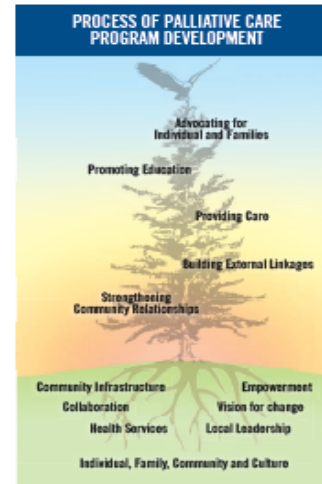 PROCESS OF PALLIATIVE CARE
PROGRAM DEVELOPMENT
Advocating for
Individual and Families
Promoting Education
Providing Care
Building External Linkages
Strengthening
Community Relationships
Community Infrastructure
Empowerment
Collaboration
Vision for change
Health Services
Local Leadership
Individual, Family, Community and Culture